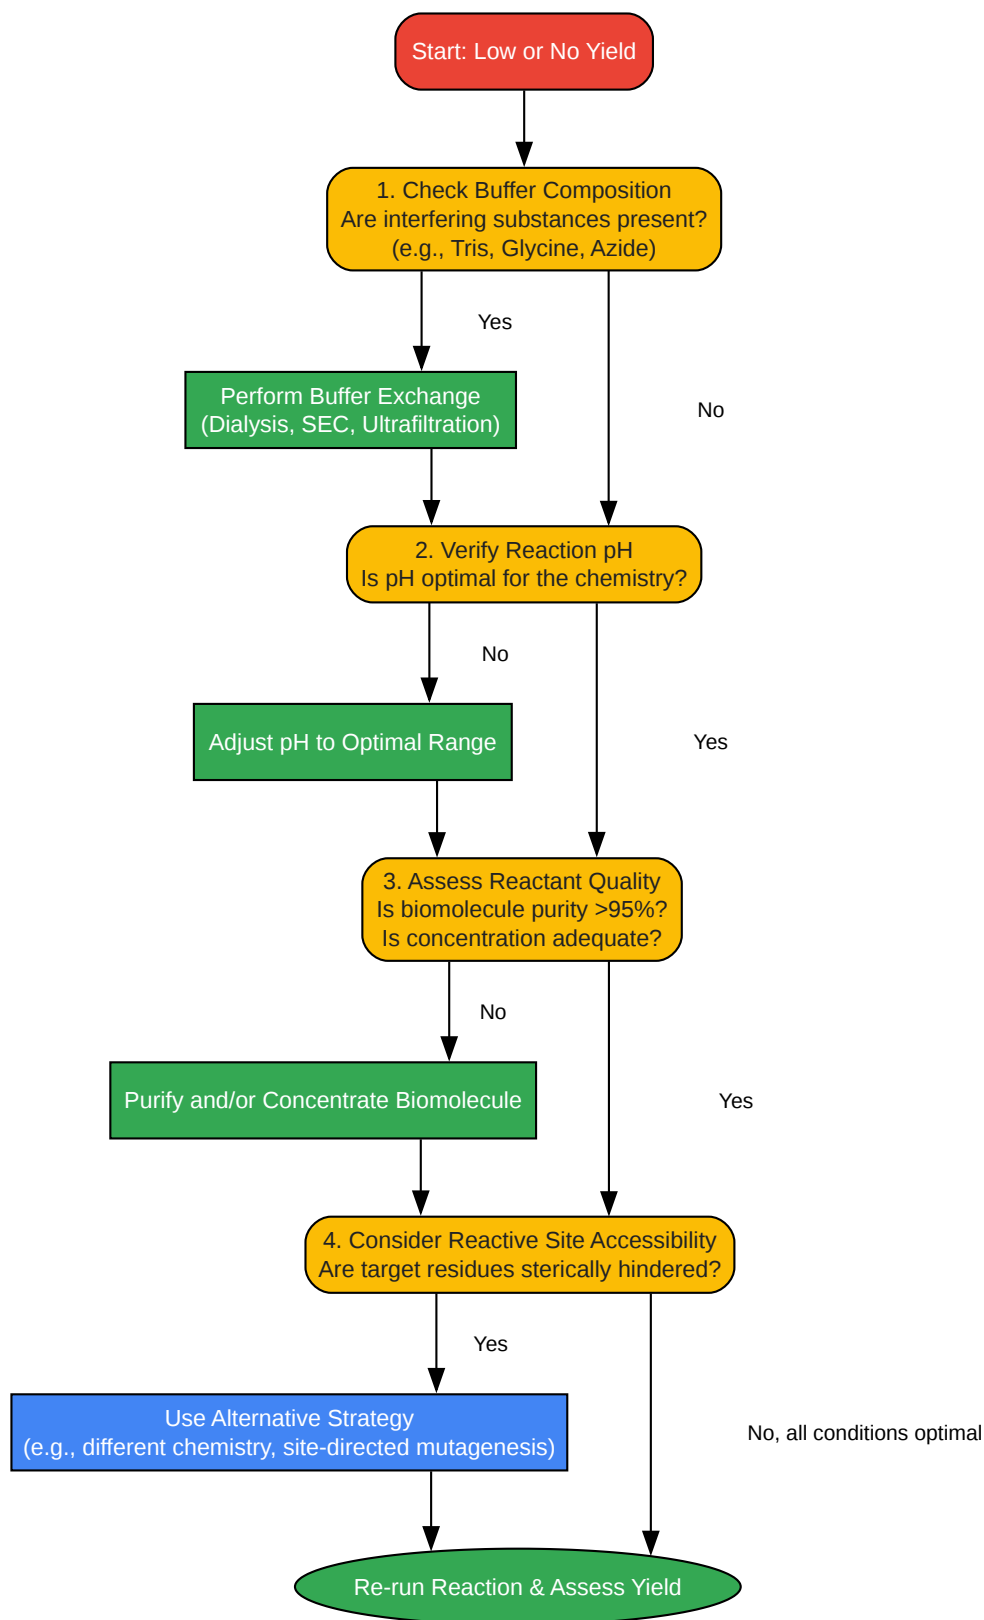 Start: Low or No Yield
1. Check Buffer Composition
Are interfering substances present?
(e.g., Tris, Glycine, Azide)
Yes
Perform Buffer Exchange
(Dialysis, SEC, Ultrafiltration)
No
2. Verify Reaction pH
Is pH optimal for the chemistry?
No
Adjust pH to Optimal Range
Yes
3. Assess Reactant Quality
Is biomolecule purity >95%?
Is concentration adequate?
No
Purify and/or Concentrate Biomolecule
Yes
4. Consider Reactive Site Accessibility
Are target residues sterically hindered?
Yes
Use Alternative Strategy
(e.g., different chemistry, site-directed mutagenesis)
No, all conditions optimal
Re-run Reaction & Assess Yield